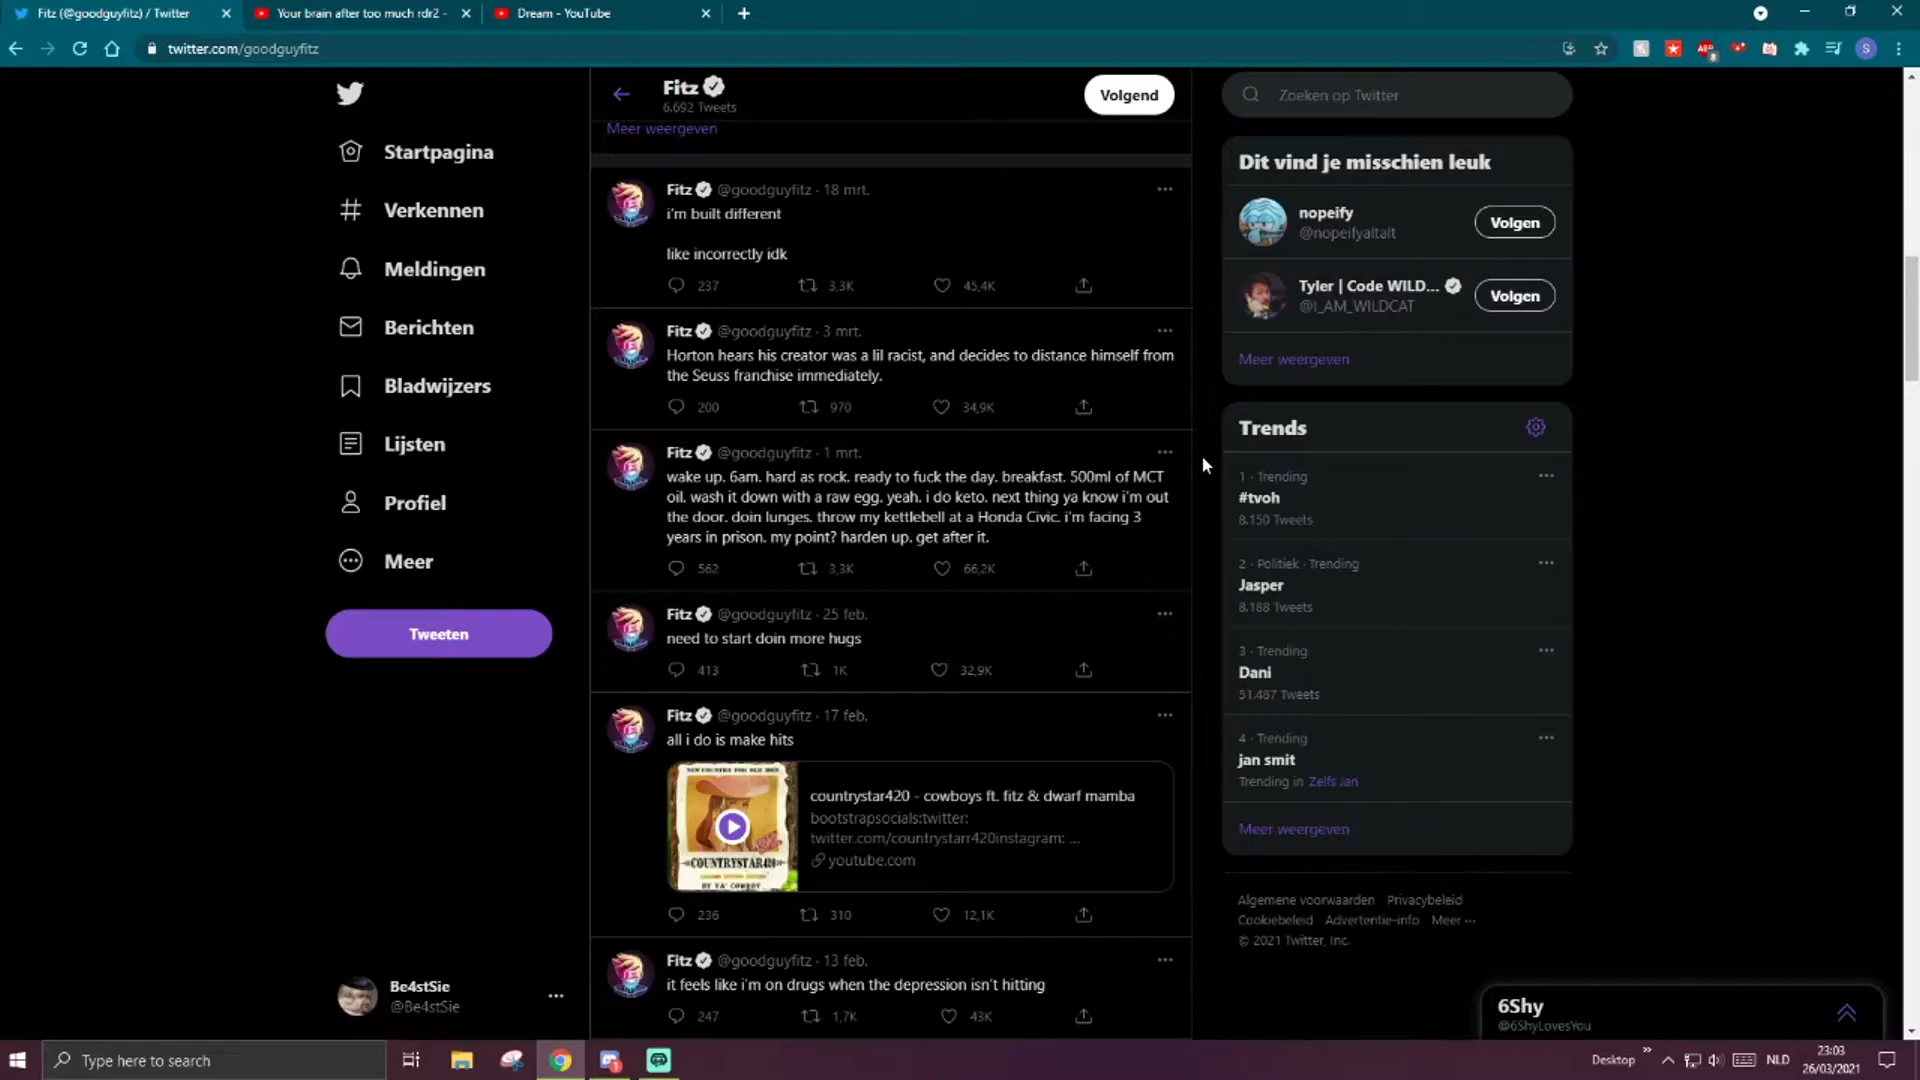 Fitz (@goodguyfitz) / Twitter
Your brain after too much rdr2 -
Dream - YouTube
twitter.com/goodguyfitz
Startpagina
Verkennen
Meldingen
Berichten
Bladwijzers
Lijsten
Profiel
Meer
Tweeten
Be4stSie
@Be4stSie
Fitz
6.692 Tweets
Volgend
Meer weergeven
Fitz @goodguyfitz · 18 mrt.
i'm built different
like incorrectly idk
237 3,3K 45,4K
Fitz @goodguyfitz · 3 mrt.
Horton hears his creator was a lil racist, and decides to distance himself from
the Seuss franchise immediately.
200 970 34,9K
Fitz @goodguyfitz · 1 mrt.
wake up. 6am. hard as rock. ready to fuck the day. breakfast. 500ml of MCT
oil. wash it down with a raw egg. yeah. i do keto. next thing ya know i'm out
the door. doin lunges. throw my kettlebell at a Honda Civic. i'm facing 3
years in prison. my point? harden up. get after it.
562 3,3K 66,2K
Fitz @goodguyfitz · 25 feb.
need to start doin more hugs
413 1K 32,9K
Fitz @goodguyfitz · 17 feb.
all i do is make hits
COUNTRYSTAR420
BY YA' COWBOY
countrystar420 - cowboys ft. fitz & dwarf mamba
bootstrapsocials:twitter:
twitter.com/countrystarr420instagram: ...
youtube.com
236 310 12,1K
Fitz @goodguyfitz · 13 feb.
it feels like i'm on drugs when the depression isn't hitting
247 1,7K 43K
Zoeken op Twitter
Dit vind je misschien leuk
nopeify
@nopeifyaltalt
Volgen
Tyler | Code WILD...
@I_AM_WILDCAT
Volgen
Meer weergeven
Trends
1 · Trending
#tvoh
8.150 Tweets
2 · Politiek · Trending
Jasper
8.188 Tweets
3 · Trending
Dani
51.487 Tweets
4 · Trending
jan smit
Trending in Zelfs Jan
Meer weergeven
Algemene voorwaarden Privacybeleid
Cookiebeleid Advertentie-info Meer ···
© 2021 Twitter, Inc.
6Shy
@6ShyLovesYou
Type here to search
Desktop
NLD
23:03
26/03/2021